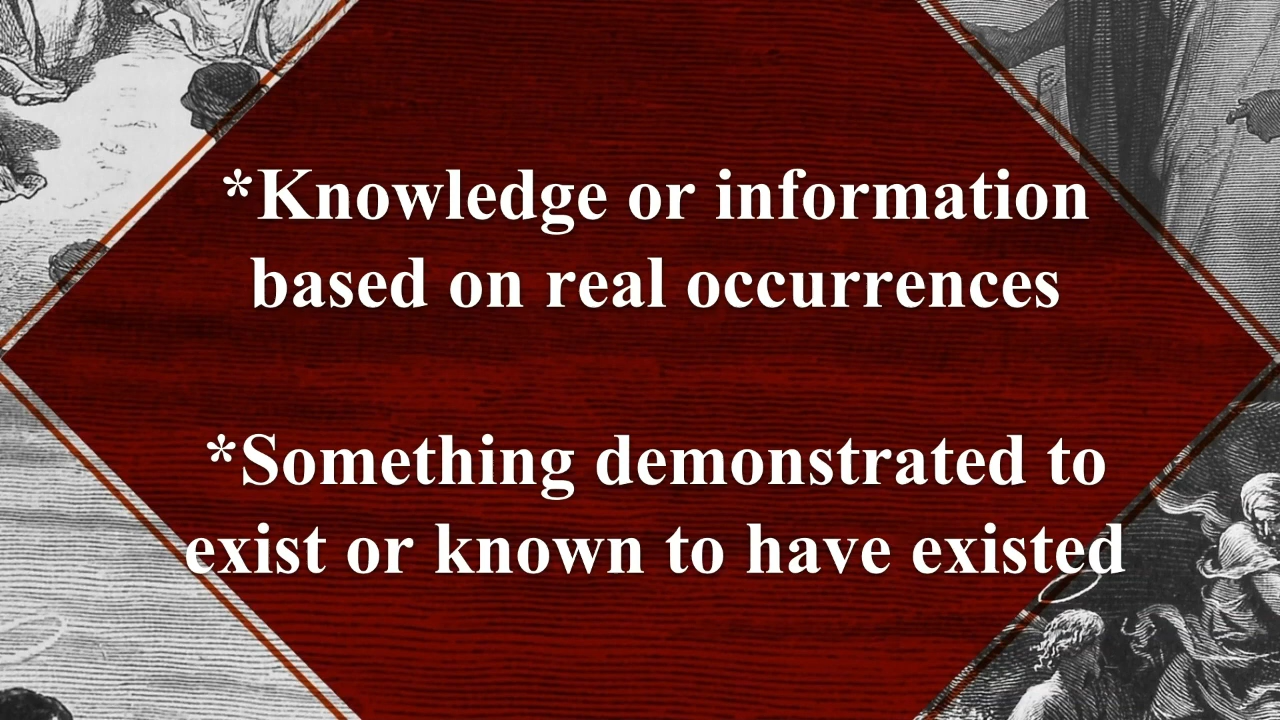 *Knowledge or information
based on real occurrences
*Something demonstrated to
exist or known to have existed